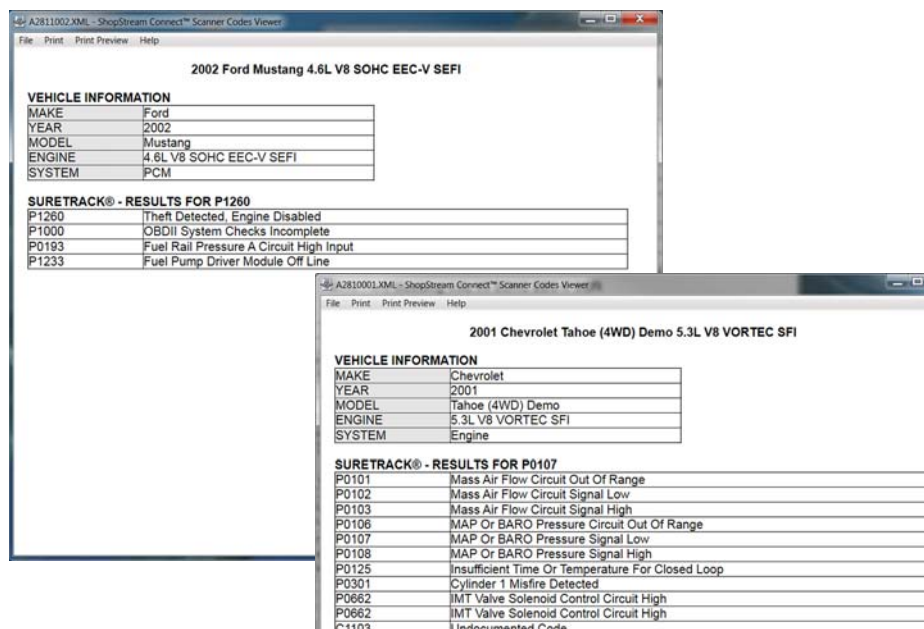 A2811002.XML - ShopStream Connect™ Scanner Codes Viewer
File Print Print Preview Help
2002 Ford Mustang 4.6L V8 SOHC EEC-V SEFI
VEHICLE INFORMATION
MAKE Ford
YEAR 2002
MODEL Mustang
ENGINE 4.6L V8 SOHC EEC-V SEFI
SYSTEM PCM
SURETRACK® - RESULTS FOR P1260
P1260 Theft Detected, Engine Disabled
P1000 OBDII System Checks Incomplete
P0193 Fuel Rail Pressure A Circuit High Input
P1233 Fuel Pump Driver Module Off Line
A2810001.XML - ShopStream Connect™ Scanner Codes Viewer
File Print Print Preview Help
2001 Chevrolet Tahoe (4WD) Demo 5.3L V8 VORTEC SFI
VEHICLE INFORMATION
MAKE Chevrolet
YEAR 2001
MODEL Tahoe (4WD) Demo
ENGINE 5.3L V8 VORTEC SFI
SYSTEM Engine
SURETRACK® - RESULTS FOR P0107
P0101 Mass Air Flow Circuit Out Of Range
P0102 Mass Air Flow Circuit Signal Low
P0103 Mass Air Flow Circuit Signal High
P0106 MAP Or BARO Pressure Circuit Out Of Range
P0107 MAP Or BARO Pressure Signal Low
P0108 MAP Or BARO Pressure Signal High
P0125 Insufficient Time Or Temperature For Closed Loop
P0301 Cylinder 1 Misfire Detected
P0662 IMT Valve Solenoid Control Circuit High
P0662 IMT Valve Solenoid Control Circuit High
C1103 Undocumented Code